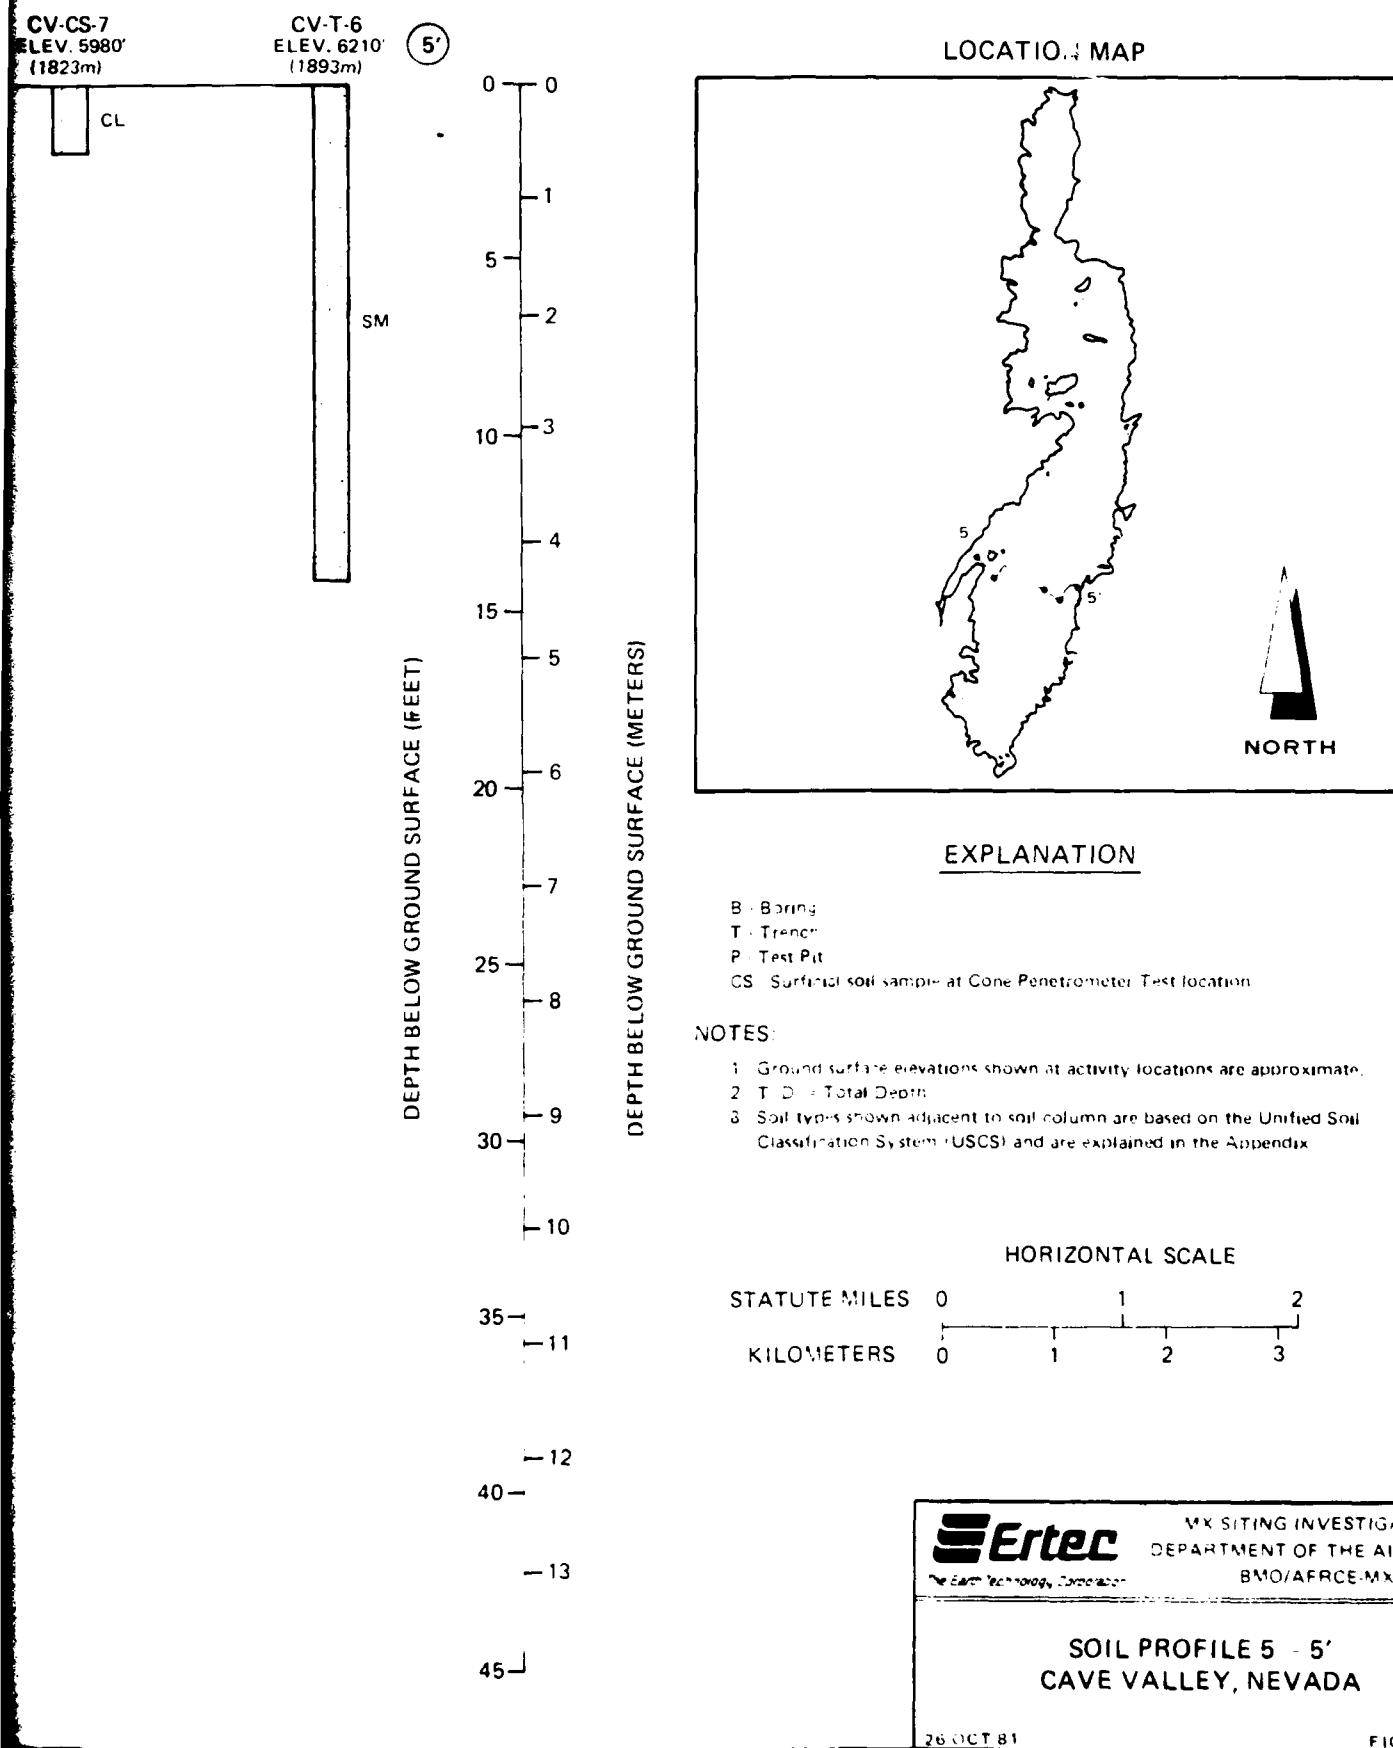 CV-CS-7
ELEV. 5980'
(1823m)
CV-T-6
ELEV. 6210'
(1893m)
5'
CL
SM
0
5
10
15
20
25
30
35
40
45
0
1
2
3
4
5
6
7
8
9
10
11
12
13
DEPTH BELOW GROUND SURFACE (FEET)
DEPTH BELOW GROUND SURFACE (METERS)
LOCATION MAP
5
5'
NORTH
EXPLANATION
B - Boring
T - Trench
P - Test Pit
CS Surficial soil sample at Cone Penetrometer Test location
NOTES:
1 Ground surface elevations shown at activity locations are approximate.
2 T D = Total Depth
3 Soil types shown adjacent to soil column are based on the Unified Soil
Classification System (USCS) and are explained in the Appendix
HORIZONTAL SCALE
STATUTE MILES 0 1 2
KILOMETERS 0 1 2 3
Ertec
The Earth Technology Corporation
MX SITING INVESTIGA
DEPARTMENT OF THE AI
BMO/AFRCE-MX
SOIL PROFILE 5 - 5'
CAVE VALLEY, NEVADA
26 OCT 81
FIG